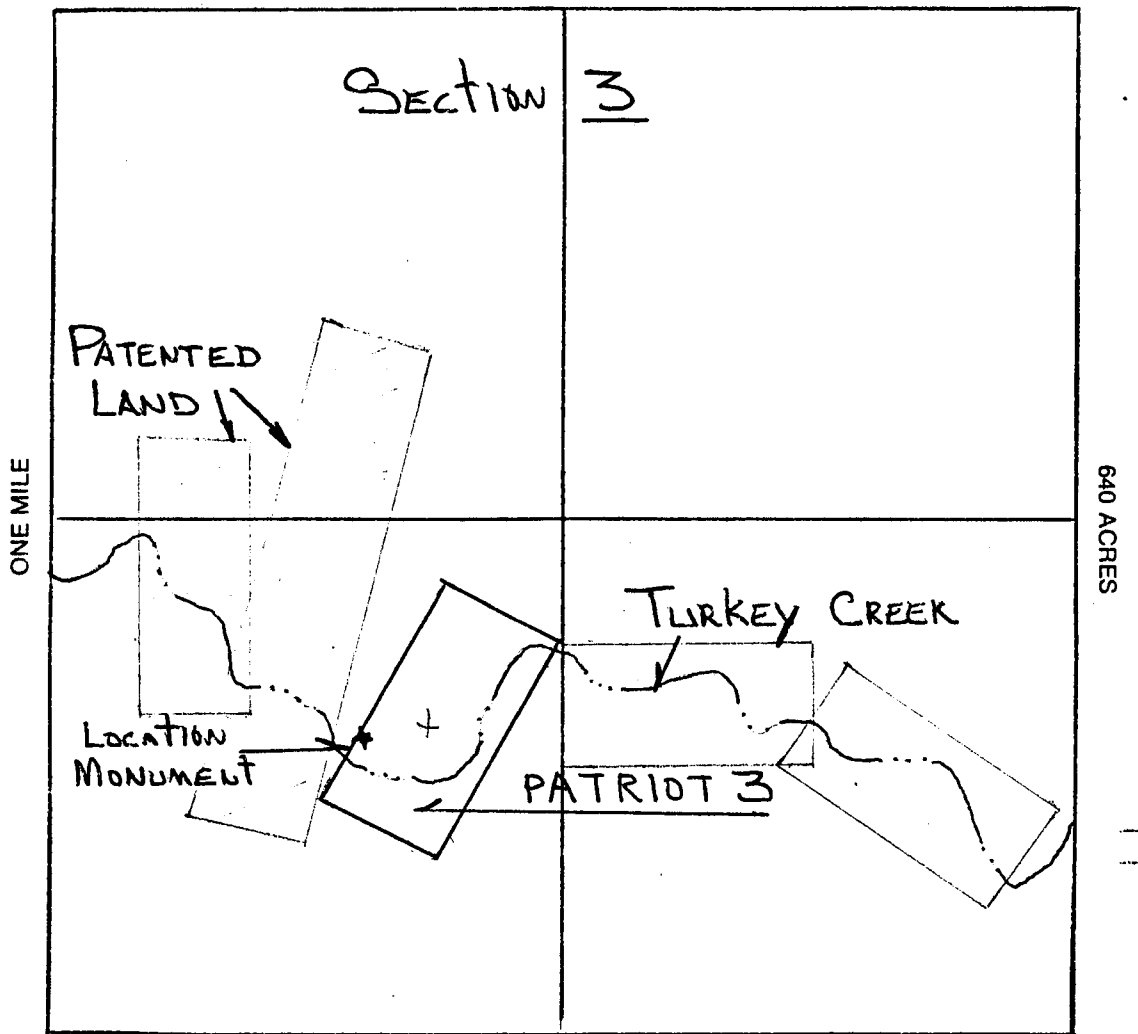 SECTION 3
PATENTED
LAND
ONE MILE
640 ACRES
TURKEY CREEK
LOCATION
MONUMENT
PATRIOT 3